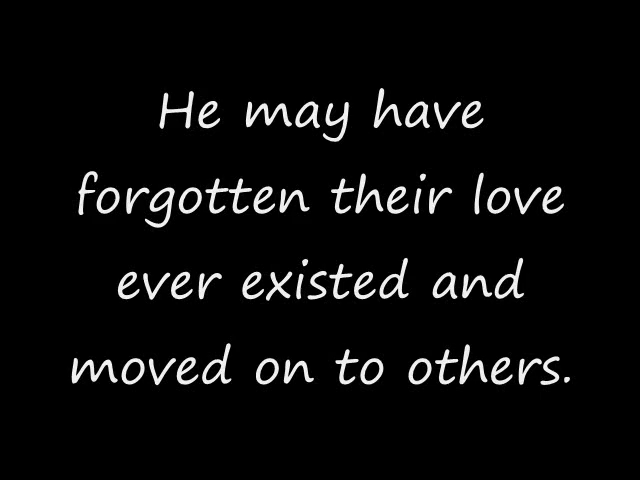 He may have
forgotten their love
ever existed and
moved on to others.